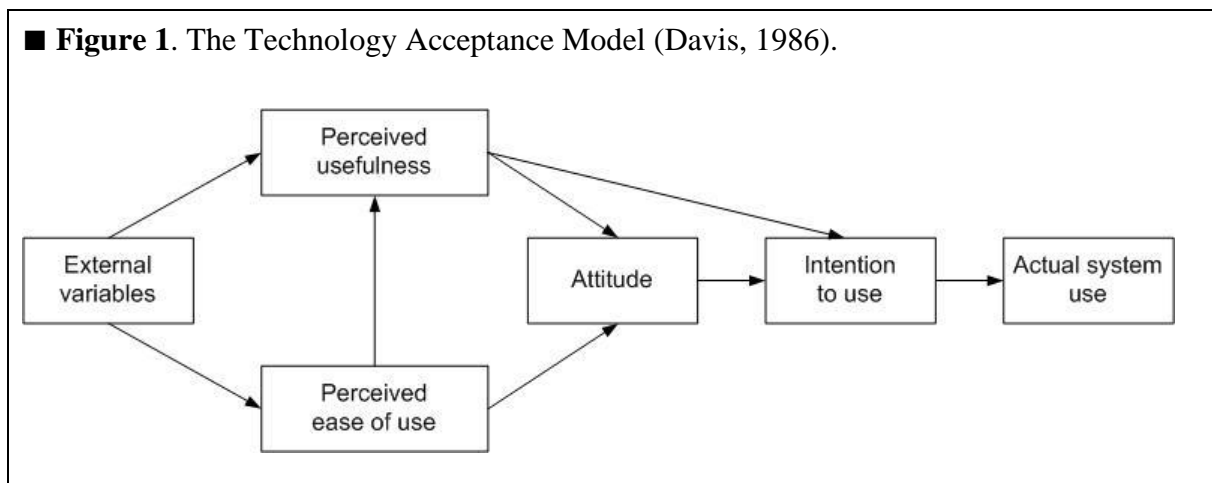 ■ Figure 1. The Technology Acceptance Model (Davis, 1986).
Perceived
usefulness
External
variables
Attitude
Intention
to use
Actual system
use
Perceived
ease of use